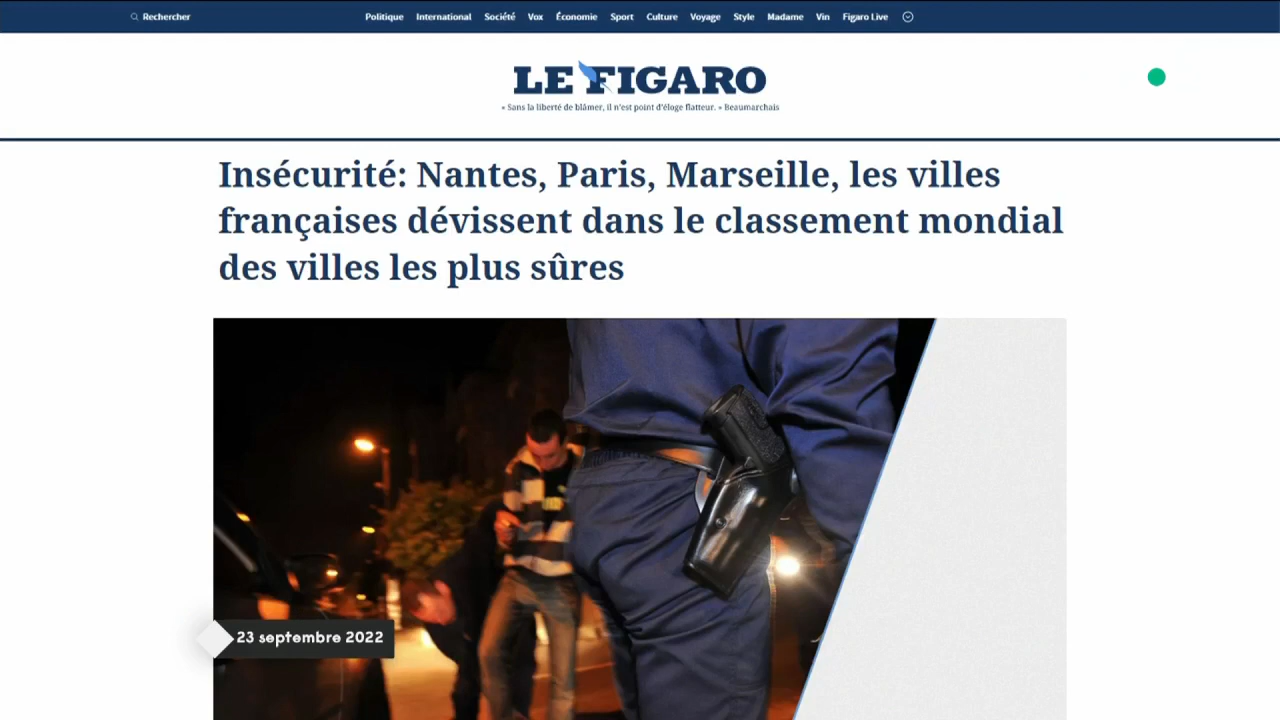 Rechercher
Politique International Société Vox Économie Sport Culture Voyage Style Madame Vin Figaro Live
LE FIGARO
« Sans la liberté de blâmer, il n'est point d'éloge flatteur. » Beaumarchais
Insécurité: Nantes, Paris, Marseille, les villes
françaises dévissent dans le classement mondial
des villes les plus sûres
23 septembre 2022